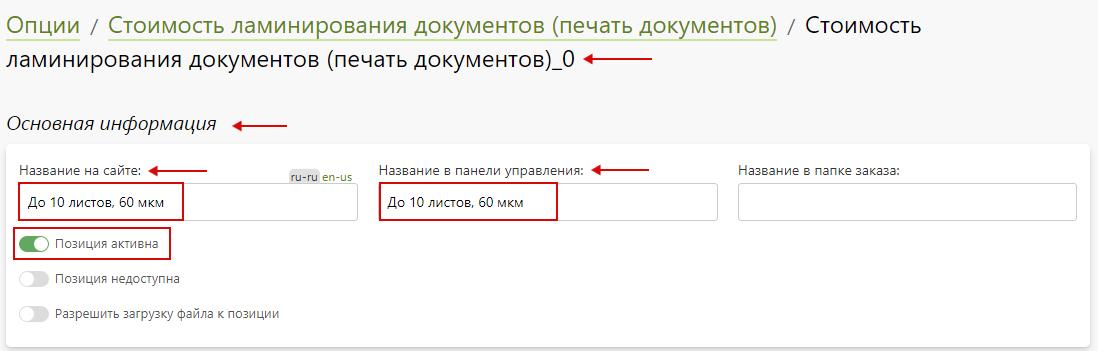 Опции / Стоимость ламинирования документов (печать документов) / Стоимость
ламинирования документов (печать документов)_0
Основная информация
Название на сайте: ru-ru en-us Название в панели управления: Название в папке заказа:
До 10 листов, 60 мкм До 10 листов, 60 мкм
Позиция активна
Позиция недоступна
Разрешить загрузку файла к позиции